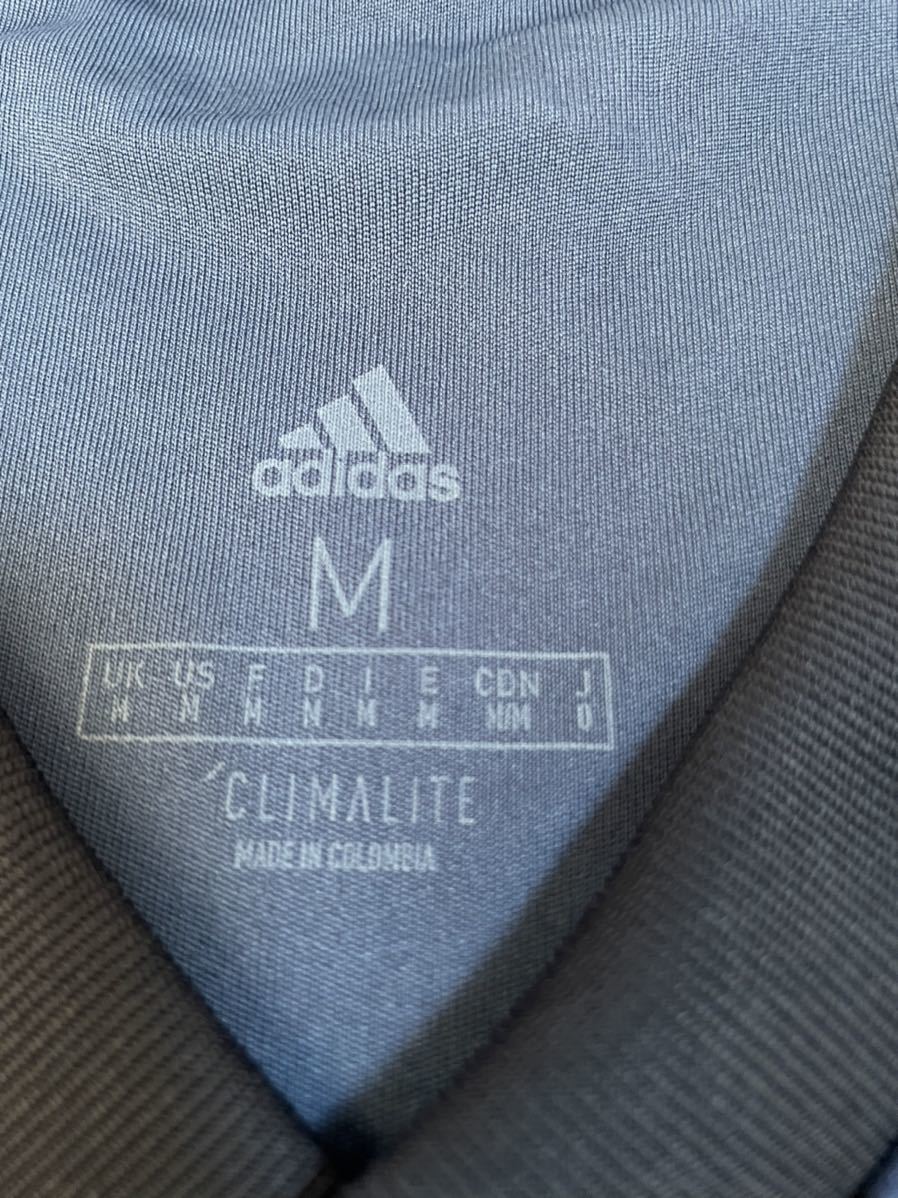 adidas
M
UK US F D I E CDN J
M M M M M M M/M O
CLIMALITE
MADE IN COLOMBIA